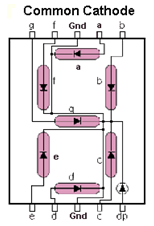 Common Cathode
g f Gnd a b
a
f b
g
e c
d
e d Gnd c dp